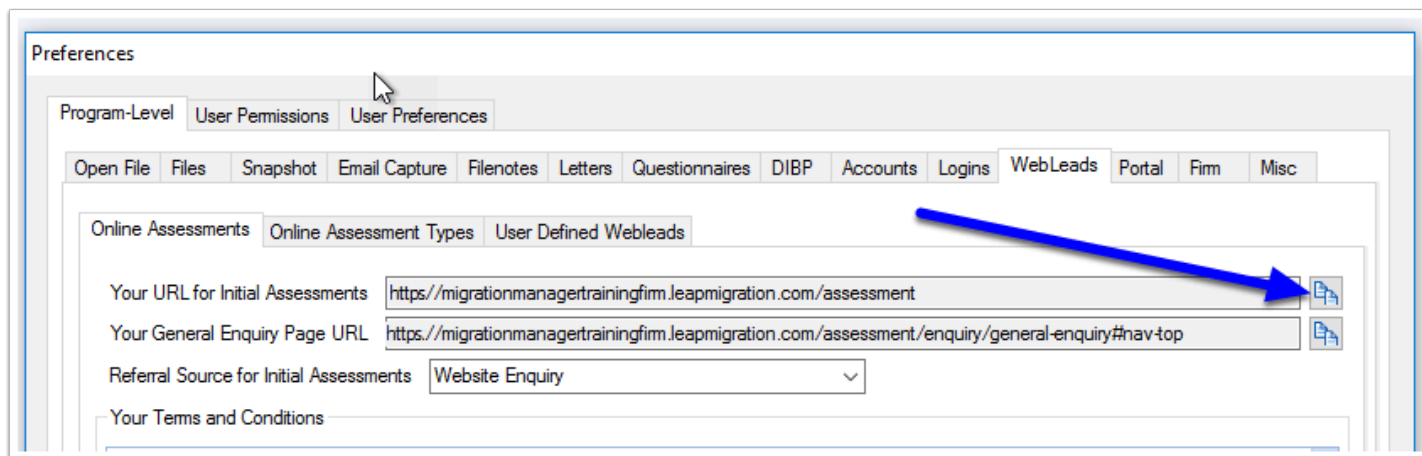 Preferences
Program-Level User Permissions User Preferences
Open File Files Snapshot Email Capture Filenotes Letters Questionnaires DIBP Accounts Logins WebLeads Portal Firm Misc
Online Assessments Online Assessment Types User Defined Webleads
Your URL for Initial Assessments https://migrationmanagertrainingfirm.leapmigration.com/assessment
Your General Enquiry Page URL https://migrationmanagertrainingfirm.leapmigration.com/assessment/enquiry/general-enquiry#nav-top
Referral Source for Initial Assessments Website Enquiry
Your Terms and Conditions